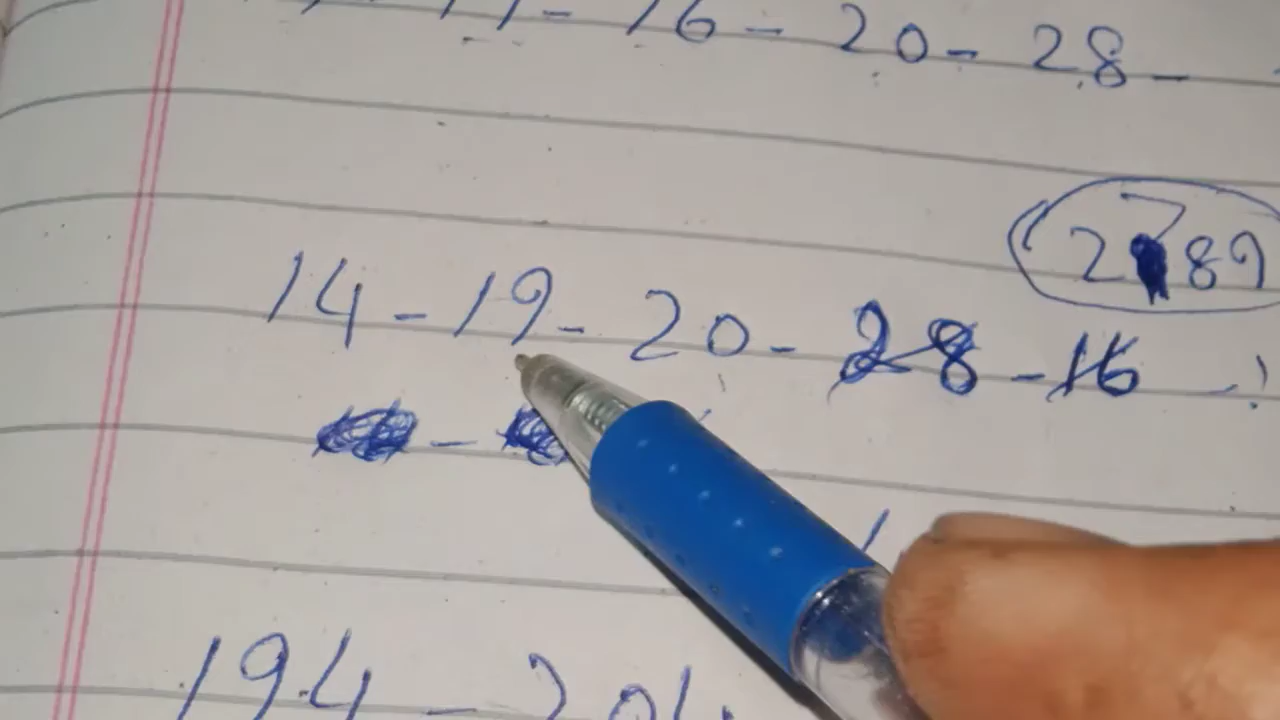 16 - 20 - 28 -
2789
14 - 19 - 20 - 28 - 16 -
194 -